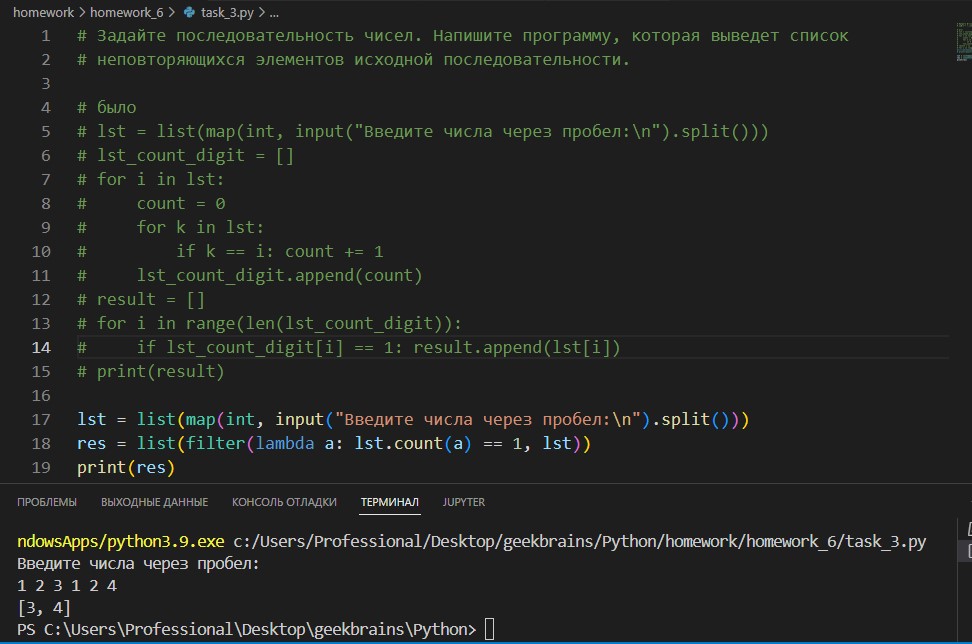 homework > homework_6 > task_3.py > ...
1 # Задайте последовательность чисел. Напишите программу, которая выведет список
2 # неповторяющихся элементов исходной последовательности.
3
4 # было
5 # lst = list(map(int, input("Введите числа через пробел:\n").split()))
6 # lst_count_digit = []
7 # for i in lst:
8 #     count = 0
9 #     for k in lst:
10 #         if k == i: count += 1
11 #     lst_count_digit.append(count)
12 # result = []
13 # for i in range(len(lst_count_digit)):
14 #     if lst_count_digit[i] == 1: result.append(lst[i])
15 # print(result)
16
17 lst = list(map(int, input("Введите числа через пробел:\n").split()))
18 res = list(filter(lambda a: lst.count(a) == 1, lst))
19 print(res)
ПРОБЛЕМЫ ВЫХОДНЫЕ ДАННЫЕ КОНСОЛЬ ОТЛАДКИ ТЕРМИНАЛ JUPYTER
ndowsApps/python3.9.exe c:/Users/Professional/Desktop/geekbrains/Python/homework/homework_6/task_3.py
Введите числа через пробел:
1 2 3 1 2 4
[3, 4]
PS C:\Users\Professional\Desktop\geekbrains\Python>